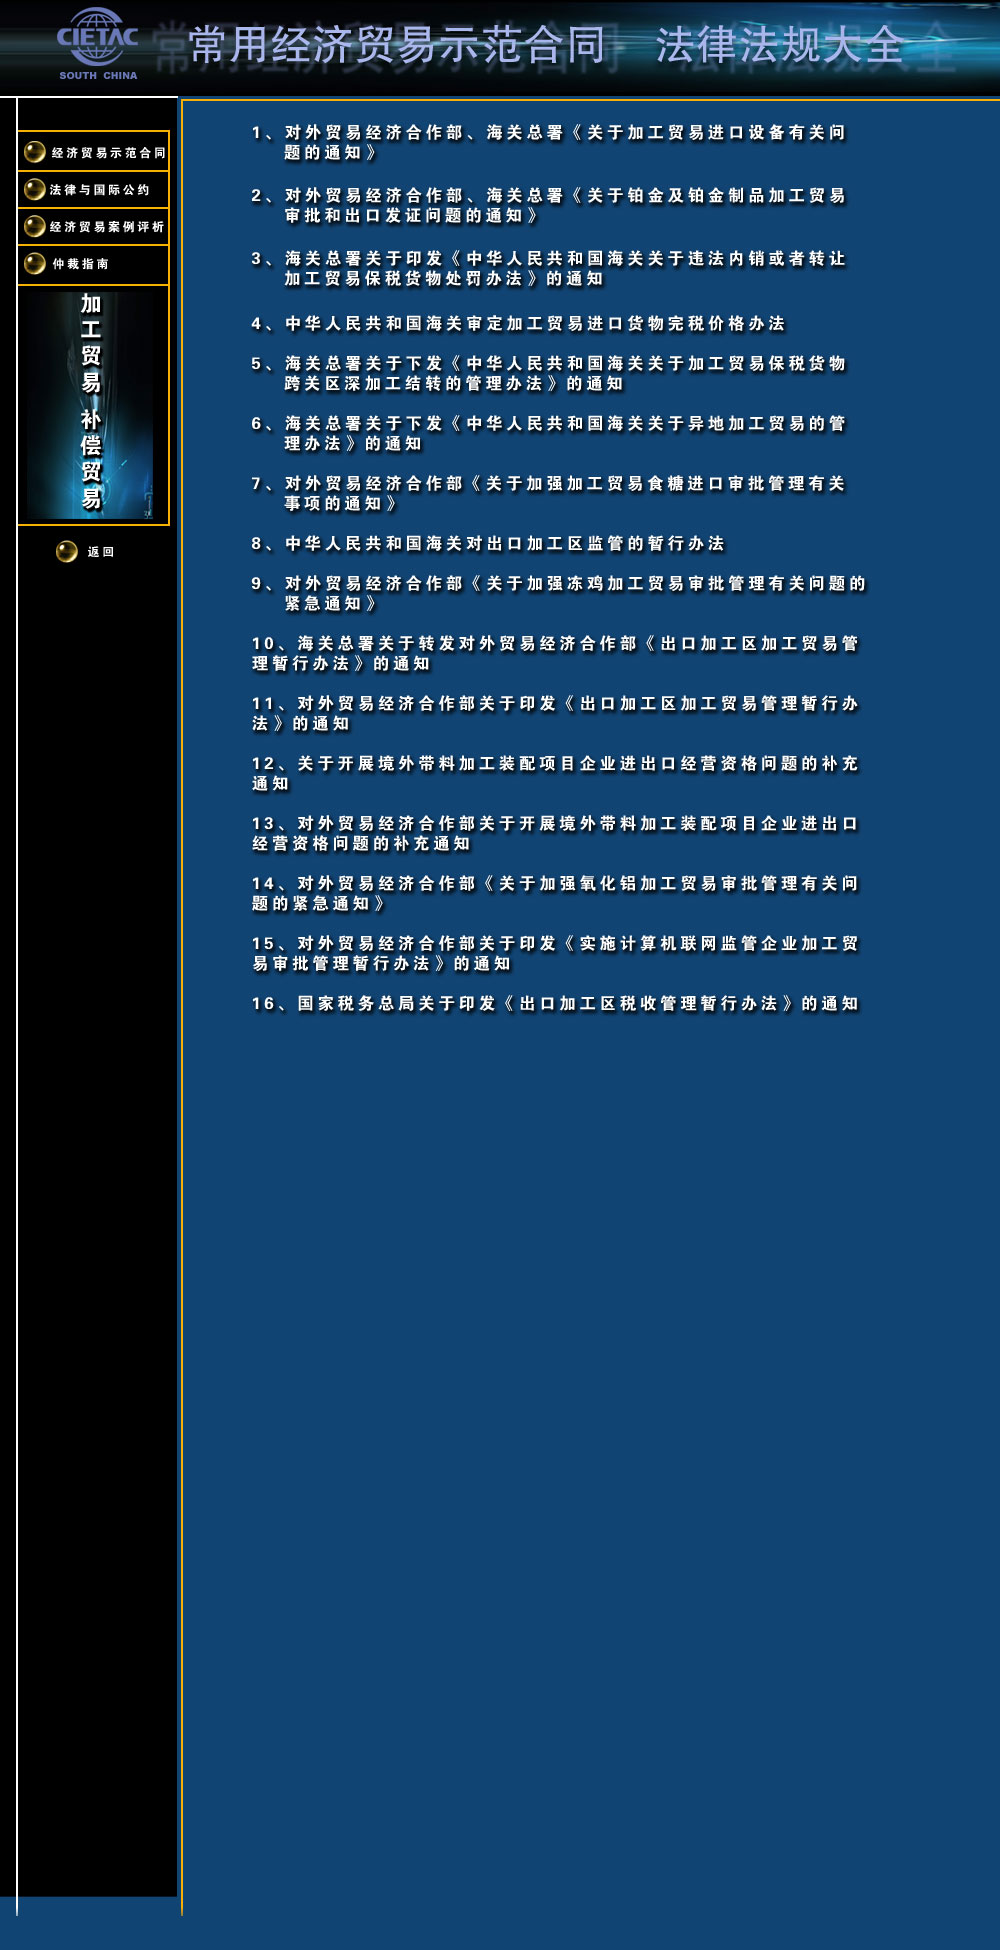 CIETAC
SOUTH CHINA
常用经济贸易示范合同 法律法规大全
经济贸易示范合同
法律与国际公约
经济贸易案例评析
仲裁指南
加工贸易 补偿贸易
返回
1、对外贸易经济合作部、海关总署《关于加工贸易进口设备有关问
题的通知》
2、对外贸易经济合作部、海关总署《关于铂金及铂金制品加工贸易
审批和出口发证问题的通知》
3、海关总署关于印发《中华人民共和国海关关于违法内销或者转让
加工贸易保税货物处罚办法》的通知
4、中华人民共和国海关审定加工贸易进口货物完税价格办法
5、海关总署关于下发《中华人民共和国海关关于加工贸易保税货物
跨关区深加工结转的管理办法》的通知
6、海关总署关于下发《中华人民共和国海关关于异地加工贸易的管
理办法》的通知
7、对外贸易经济合作部《关于加强加工贸易食糖进口审批管理有关
事项的通知》
8、中华人民共和国海关对出口加工区监管的暂行办法
9、对外贸易经济合作部《关于加强冻鸡加工贸易审批管理有关问题的
紧急通知》
10、海关总署关于转发对外贸易经济合作部《出口加工区加工贸易管
理暂行办法》的通知
11、对外贸易经济合作部关于印发《出口加工区加工贸易管理暂行办
法》的通知
12、关于开展境外带料加工装配项目企业进出口经营资格问题的补充
通知
13、对外贸易经济合作部关于开展境外带料加工装配项目企业进出口
经营资格问题的补充通知
14、对外贸易经济合作部《关于加强氧化铝加工贸易审批管理有关问
题的紧急通知》
15、对外贸易经济合作部关于印发《实施计算机联网监管企业加工贸
易审批管理暂行办法》的通知
16、国家税务总局关于印发《出口加工区税收管理暂行办法》的通知